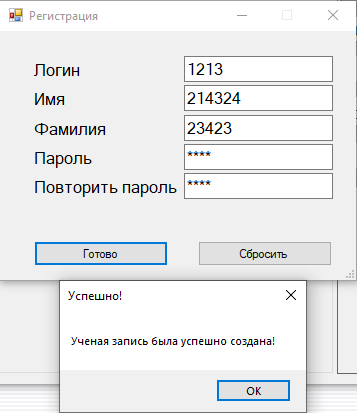 Регистрация
Логин 1213
Имя 214324
Фамилия 23423
Пароль ****
Повторить пароль ****
Готово Сбросить
Успешно!
Ученая запись была успешно создана!
OK